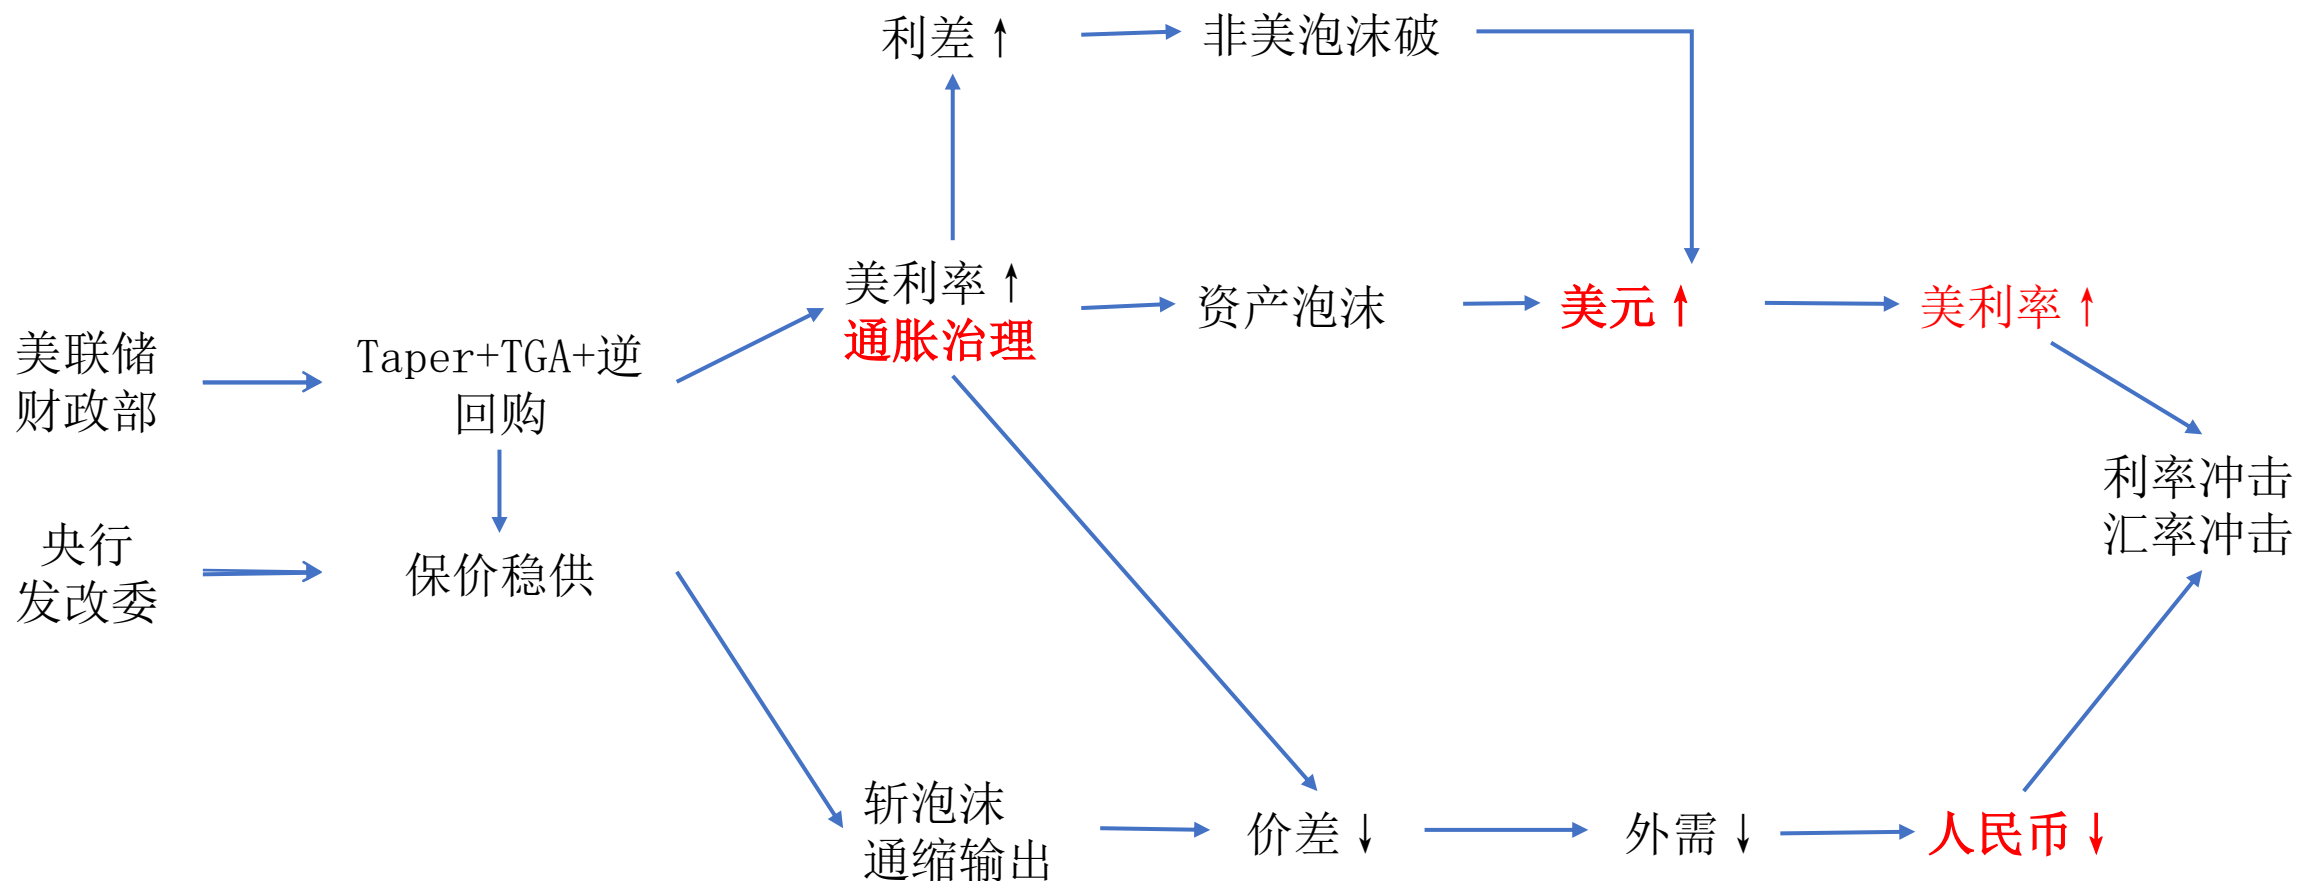 利差↑
非美泡沫破
美利率↑
通胀治理
资产泡沫
美元↑
美利率↑
美联储
财政部
Taper+TGA+逆
回购
利率冲击
汇率冲击
央行
发改委
保价稳供
斩泡沫
通缩输出
价差↓
外需↓
人民币↓